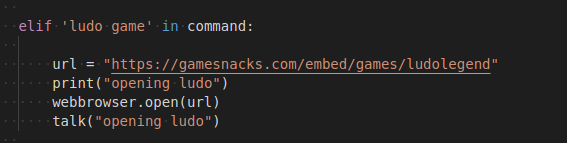 elif 'ludo game' in command:
url = "https://gamesnacks.com/embed/games/ludolegend"
print("opening ludo")
webbrowser.open(url)
talk("opening ludo")